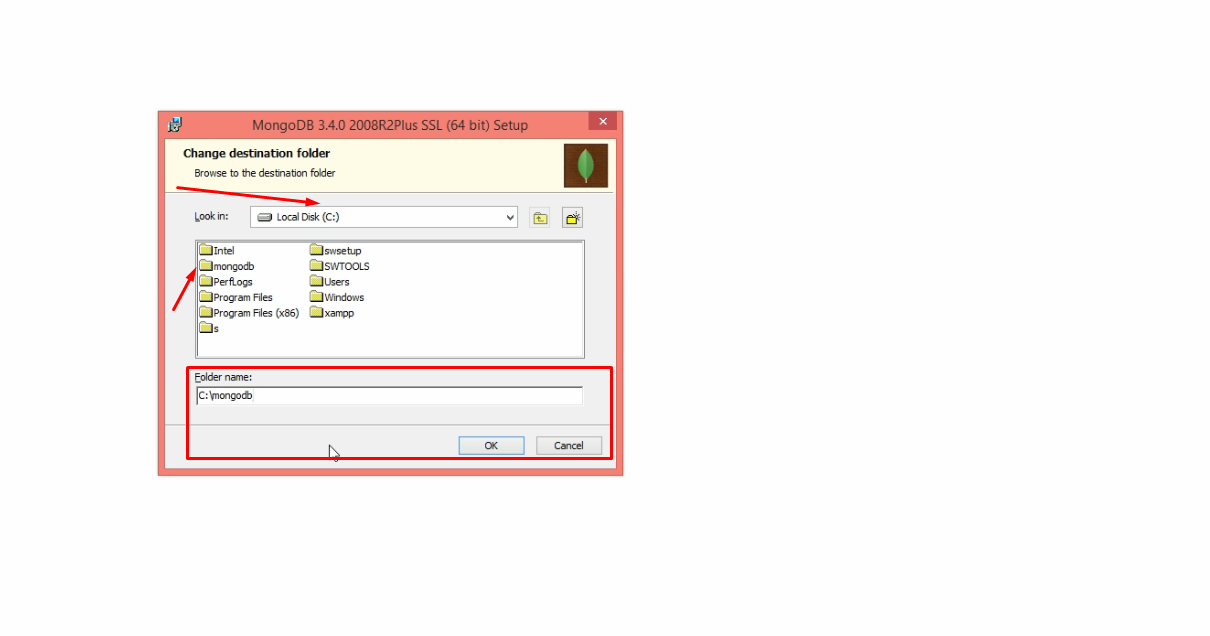 MongoDB 3.4.0 2008R2Plus SSL (64 bit) Setup
Change destination folder
Browse to the destination folder
Look in: Local Disk (C:)
Intel
mongodb
PerfLogs
Program Files
Program Files (x86)
s
swsetup
SWTOOLS
Users
Windows
xampp
Folder name:
C:\mongodb
OK Cancel